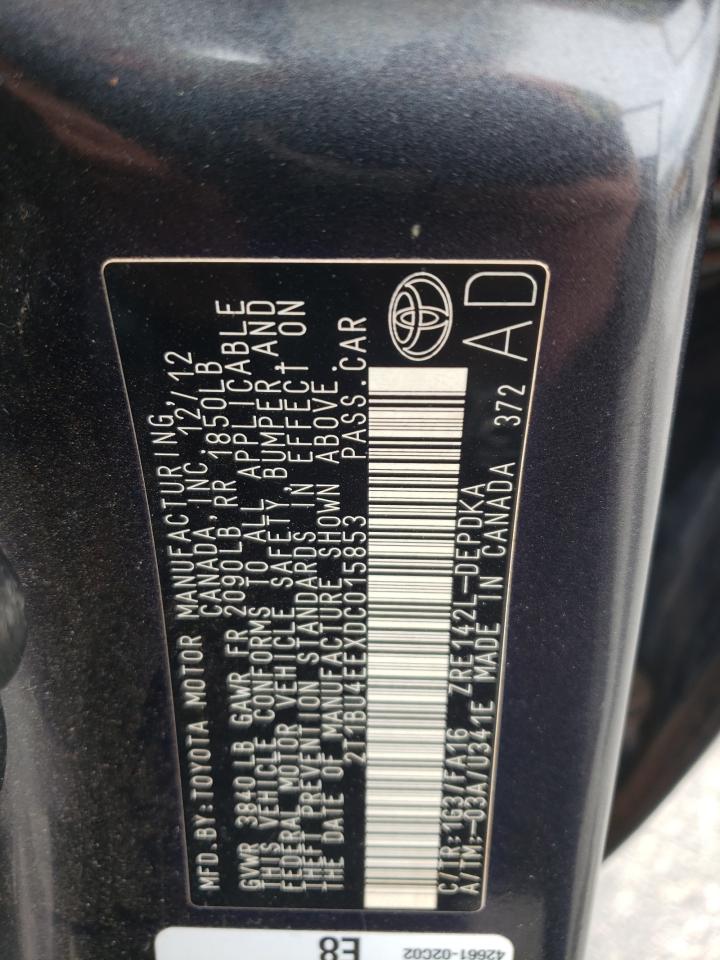 MFD.BY:TOYOTA MOTOR MANUFACTURING,
CANADA, INC. 12/12
GVWR 3840LB GAWR FR 2090LB, RR 1850LB
THIS VEHICLE CONFORMS TO ALL APPLICABLE
FEDERAL MOTOR VEHICLE SAFETY, BUMPER, AND
THEFT PREVENTION STANDARDS IN EFFECT ON
THE DATE OF MANUFACTURE SHOWN ABOVE.
2T1BU4EEXDC015853 PASS.CAR
C/TR:1G3/FA16 ZRE142L-DEPDKA
A/TM:-03A/U341E MADE IN CANADA 372
AD
E8
42661-02C02